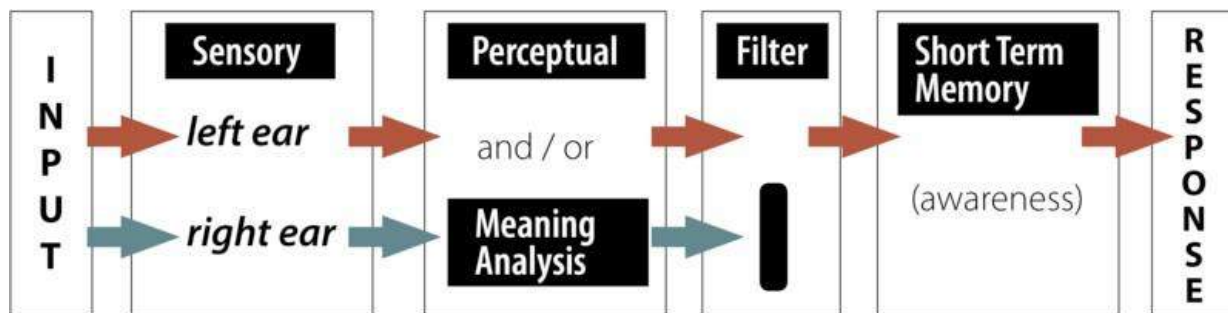 INPUT
Sensory
left ear
right ear
Perceptual
and / or
Meaning
Analysis
Filter
Short Term
Memory
(awareness)
RESPONSE